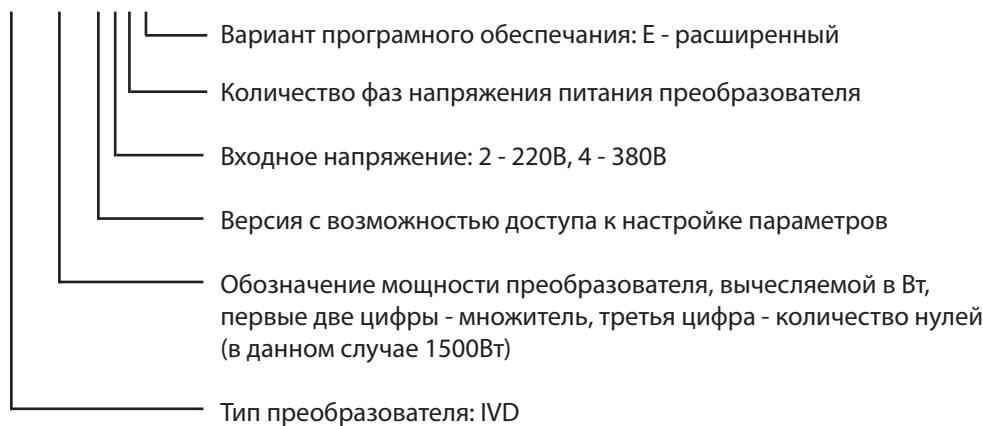 Вариант програмного обеспечания: E - расширенный
Количество фаз напряжения питания преобразователя
Входное напряжение: 2 - 220В, 4 - 380В
Версия с возможностью доступа к настройке параметров
Обозначение мощности преобразователя, вычесляемой в Вт,
первые две цифры - множитель, третья цифра - количество нулей
(в данном случае 1500Вт)
Тип преобразователя: IVD